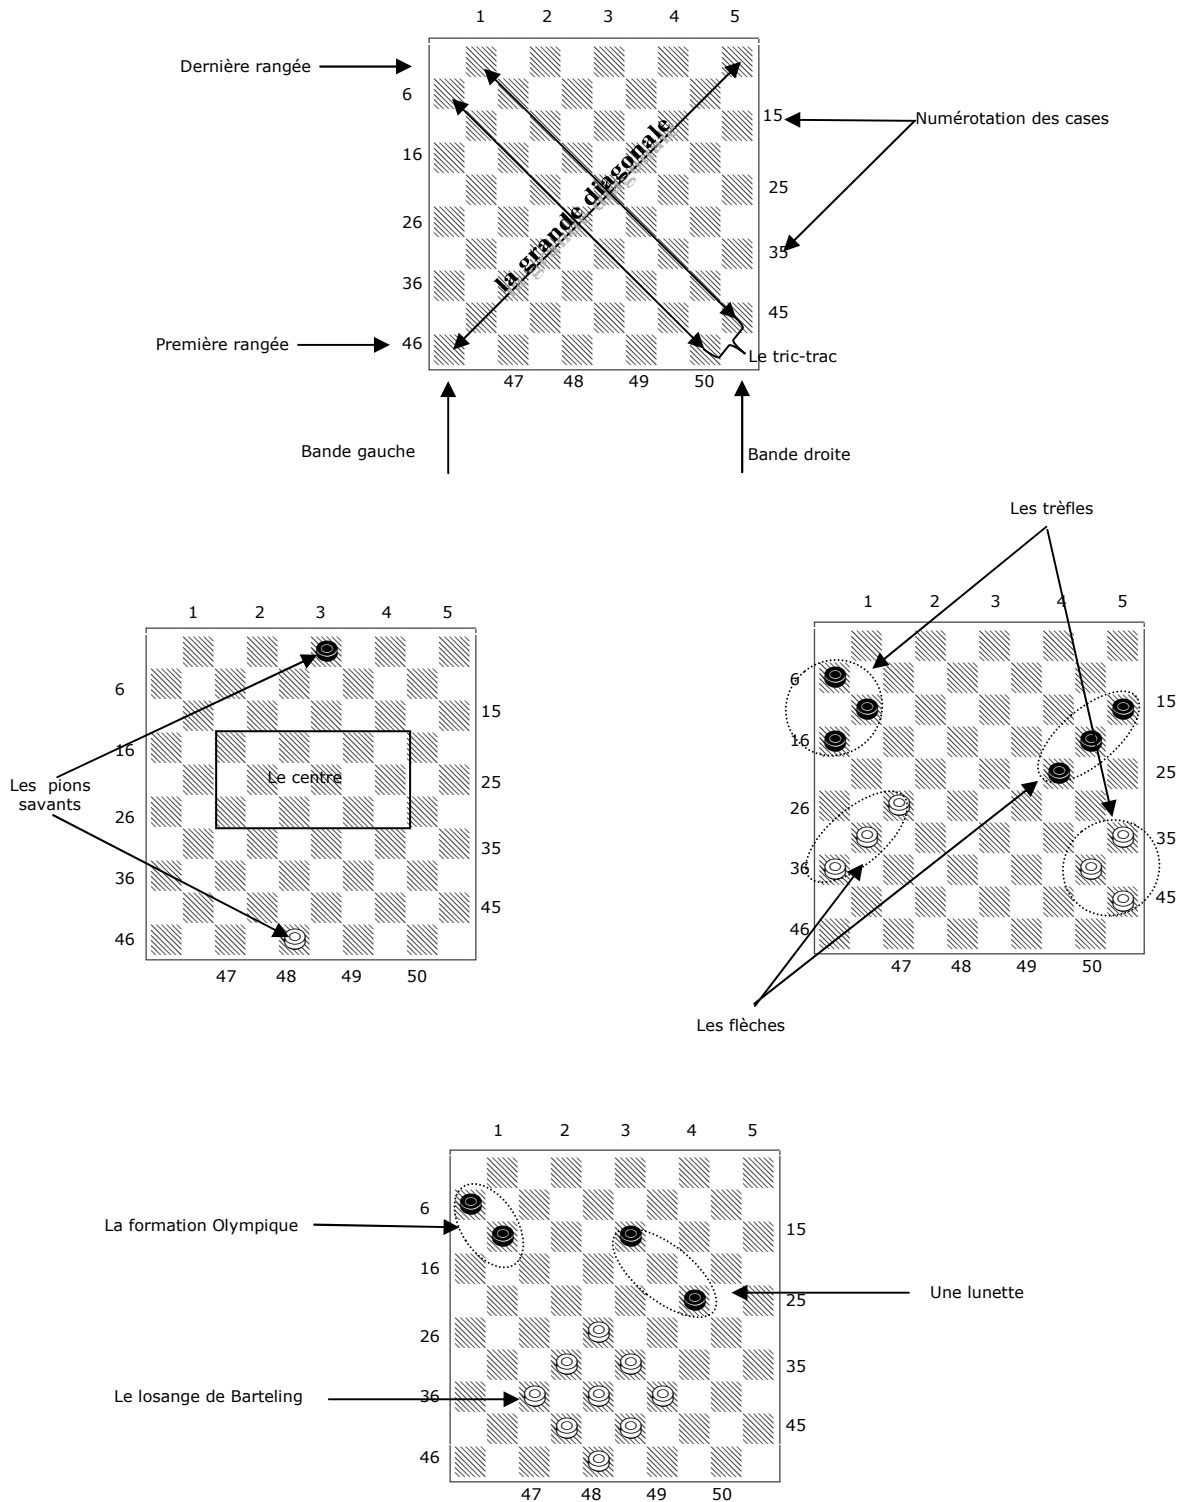 1 2 3 4 5
Dernière rangée
6
15
Numérotation des cases
16
la grande diagonale
25
26
35
36
45
Première rangée
46
Le tric-trac
47 48 49 50
Bande gauche
Bande droite
Les trèfles
1 2 3 4 5
6
15
16
Le centre
25
Les pions
savants
26
35
36
45
46
47 48 49 50
1 2 3 4 5
6
15
16
25
26
35
36
45
46
47 48 49 50
Les flèches
1 2 3 4 5
6
La formation Olympique
15
16
Une lunette
25
26
35
Le losange de Barteling
36
45
46
47 48 49 50